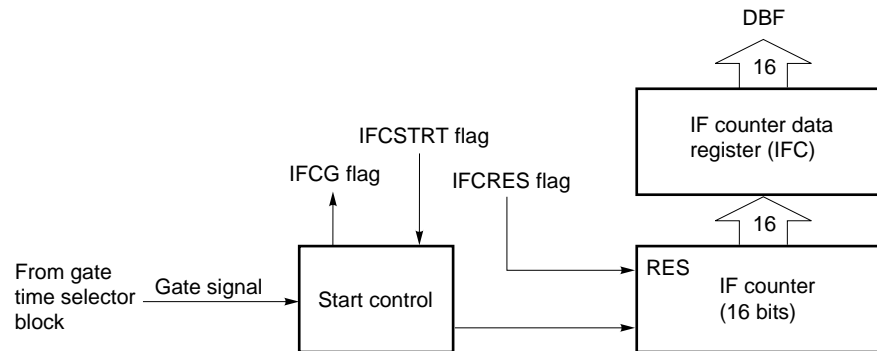 DBF
16
IF counter data
register (IFC)
IFCSTRT flag
IFCG flag
IFCRES flag
16
From gate
time selector
block
Gate signal
Start control
RES
IF counter
(16 bits)